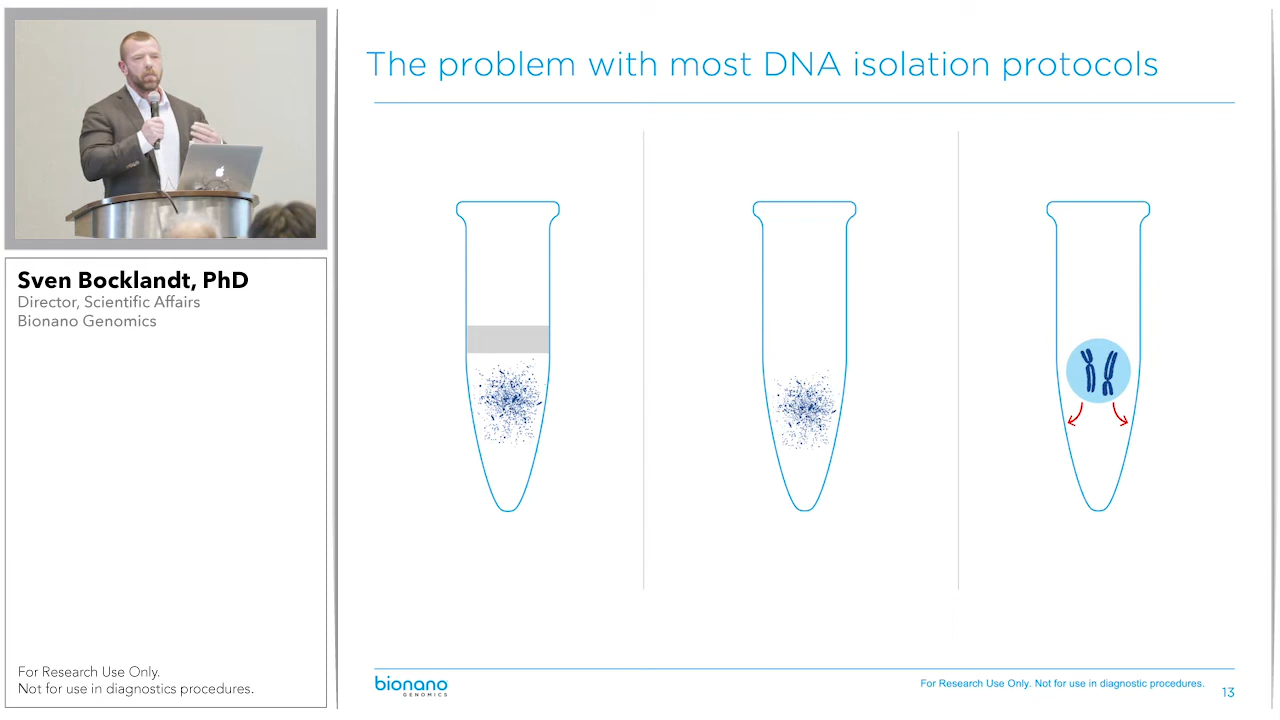 The problem with most DNA isolation protocols
Sven Bocklandt, PhD
Director, Scientific Affairs
Bionano Genomics
For Research Use Only.
Not for use in diagnostics procedures.
bionano
GENOMICS
For Research Use Only. Not for use in diagnostic procedures.
13